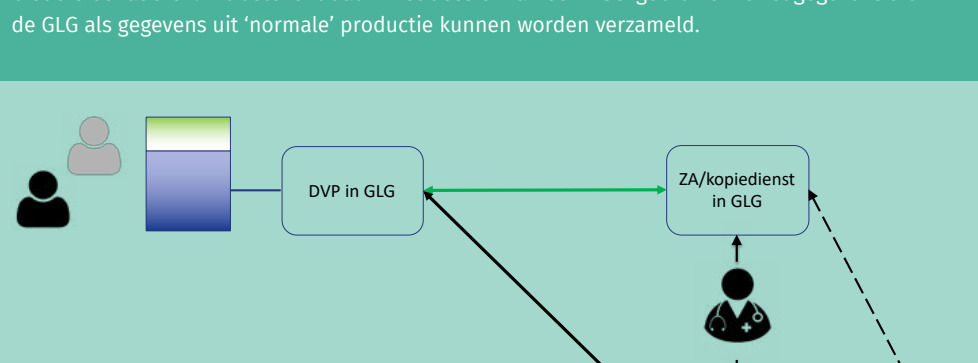 de GLG als gegevens uit ‘normale’ productie kunnen worden verzameld.
DVP in GLG
ZA/kopiedienst
in GLG